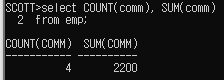 SCOTT>select COUNT(comm), SUM(comm)
  2  from emp;

COUNT(COMM)  SUM(COMM)
----------- ----------
          4       2200